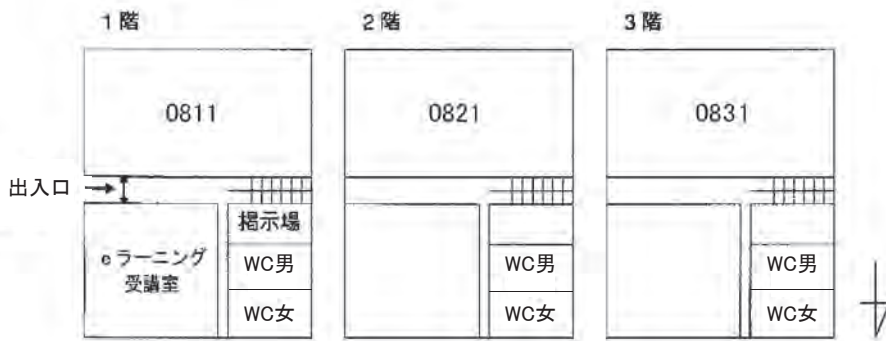 1階
0811
出入口
eラーニング
受講室
掲示場
WC男
WC女
2階
0821
WC男
WC女
3階
0831
WC男
WC女